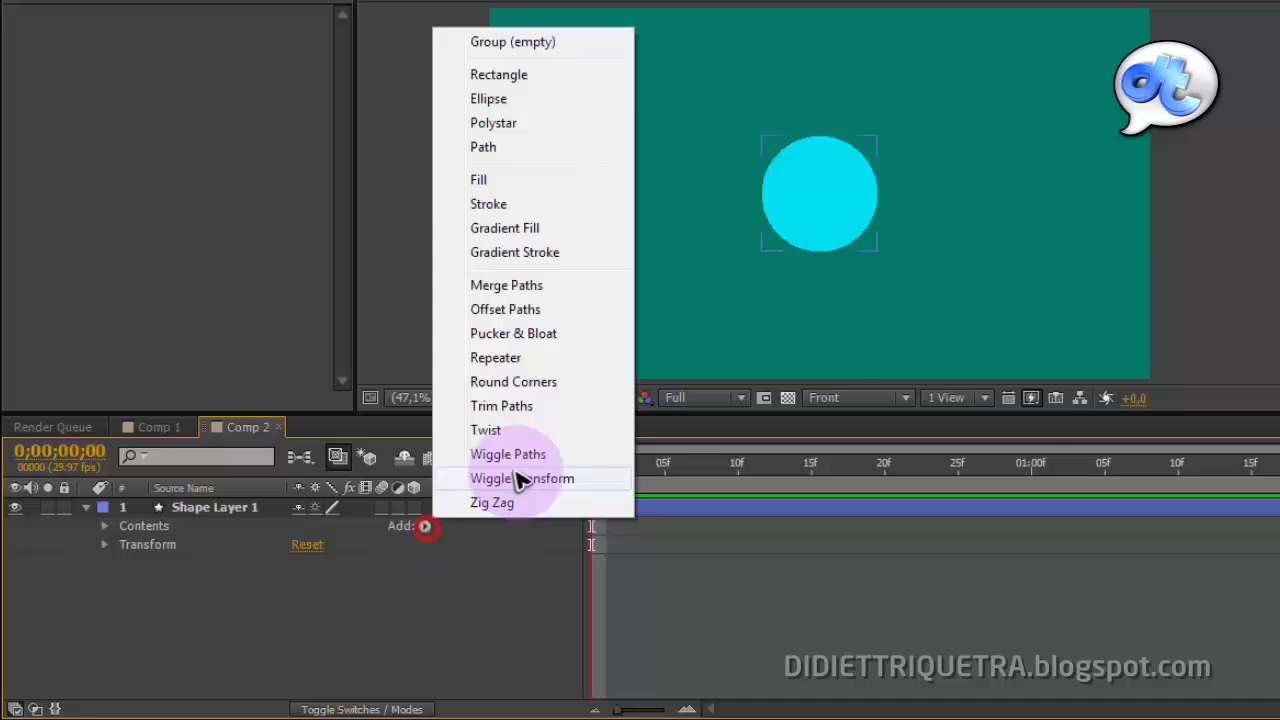 Group (empty)
Rectangle
Ellipse
Polystar
Path
Fill
Stroke
Gradient Fill
Gradient Stroke
Merge Paths
Offset Paths
Pucker & Bloat
Repeater
Round Corners
Trim Paths
Twist
Wiggle Paths
Wiggle Transform
Zig Zag
(47,1%
Full
Front
1 View
+0,0
Render Queue
Comp 1
Comp 2 ×
0;00;00;00
00000 (29.97 fps)
05f 10f 15f 20f 25f 01:00f 05f 10f 15f
# Source Name
1 Shape Layer 1
Contents Add:
Transform Reset
Toggle Switches / Modes
DIDIETTRIQUETRA.blogspot.com